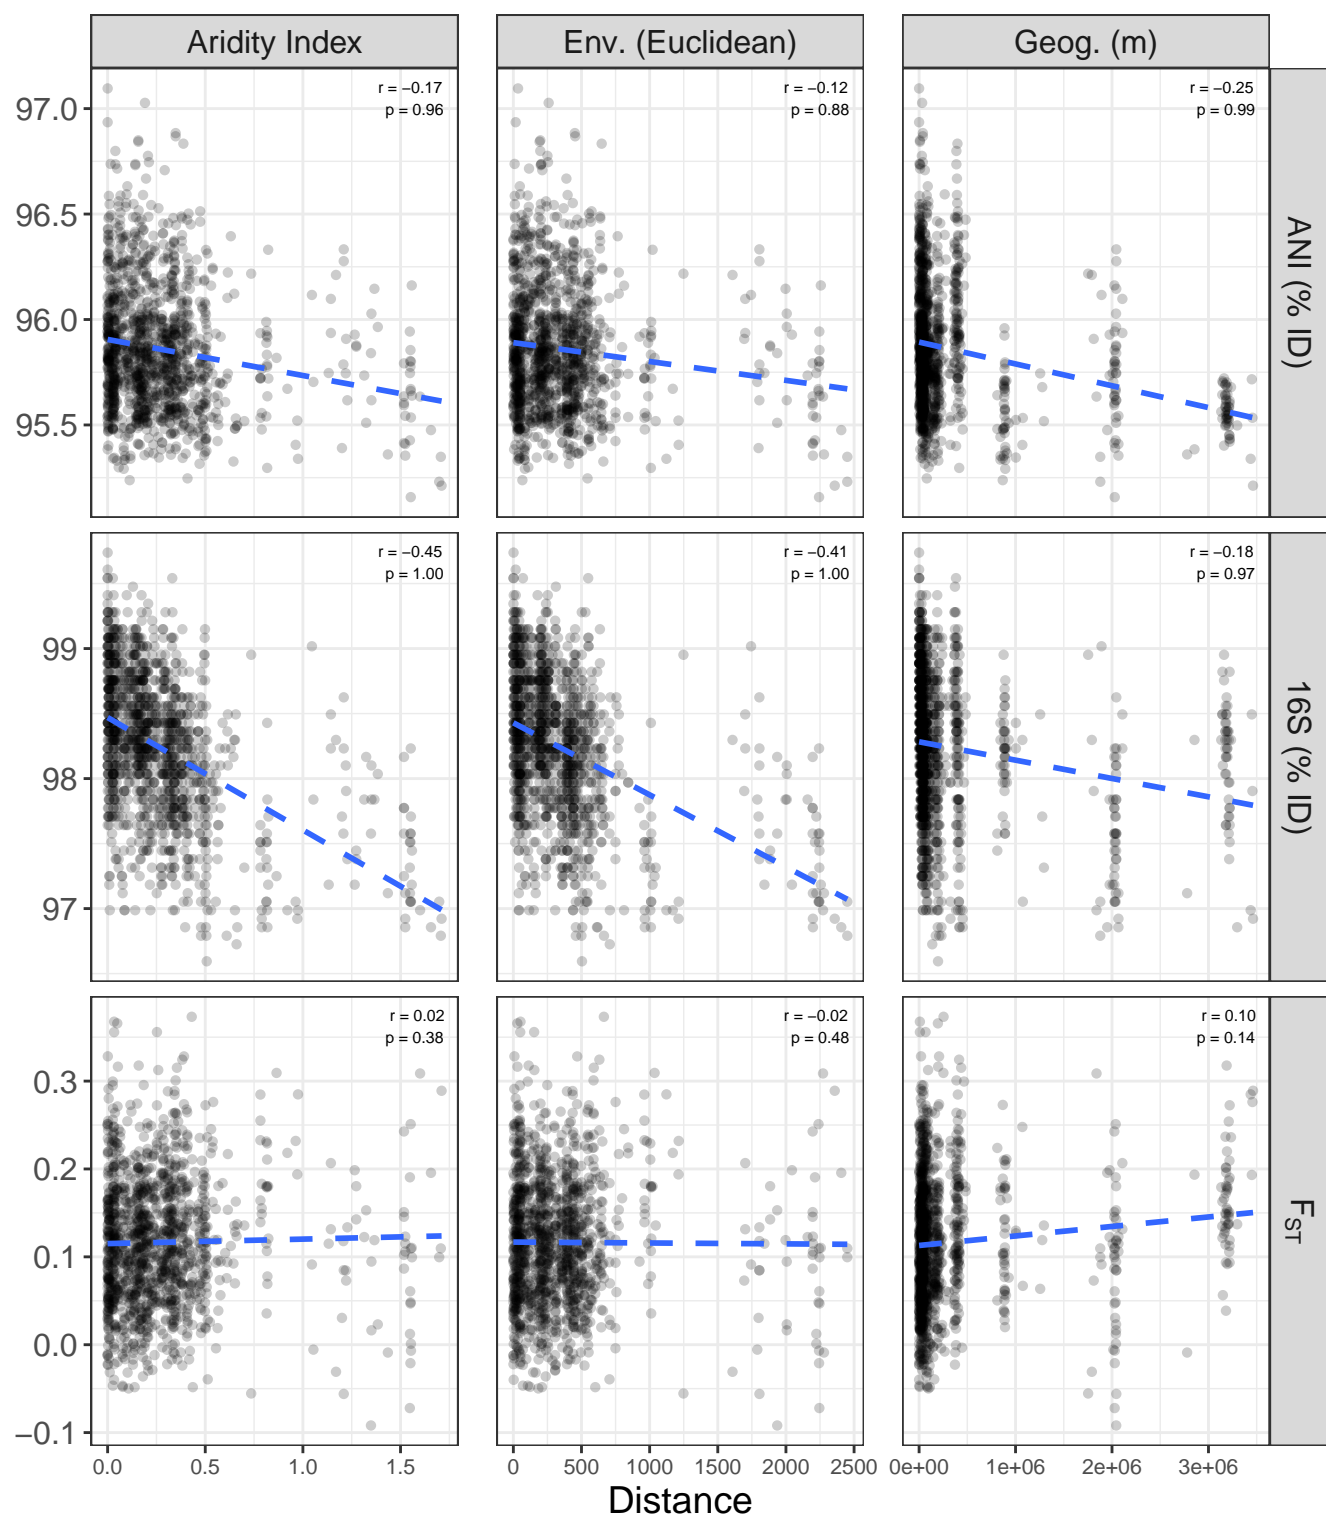 Aridity Index
Env. (Euclidean)
Geog. (m)
r = −0.17
p = 0.96
r = −0.12
p = 0.88
r = −0.25
p = 0.99
97.0
96.5
96.0
95.5
ANI (% ID)
r = −0.45
p = 1.00
r = −0.41
p = 1.00
r = −0.18
p = 0.97
99
98
97
16S (% ID)
r = 0.02
p = 0.38
r = −0.02
p = 0.48
r = 0.10
p = 0.14
0.3
0.2
0.1
0.0
−0.1
FST
0.0 0.5 1.0 1.5
0 500 1000 1500 2000 2500
0e+00 1e+06 2e+06 3e+06
Distance